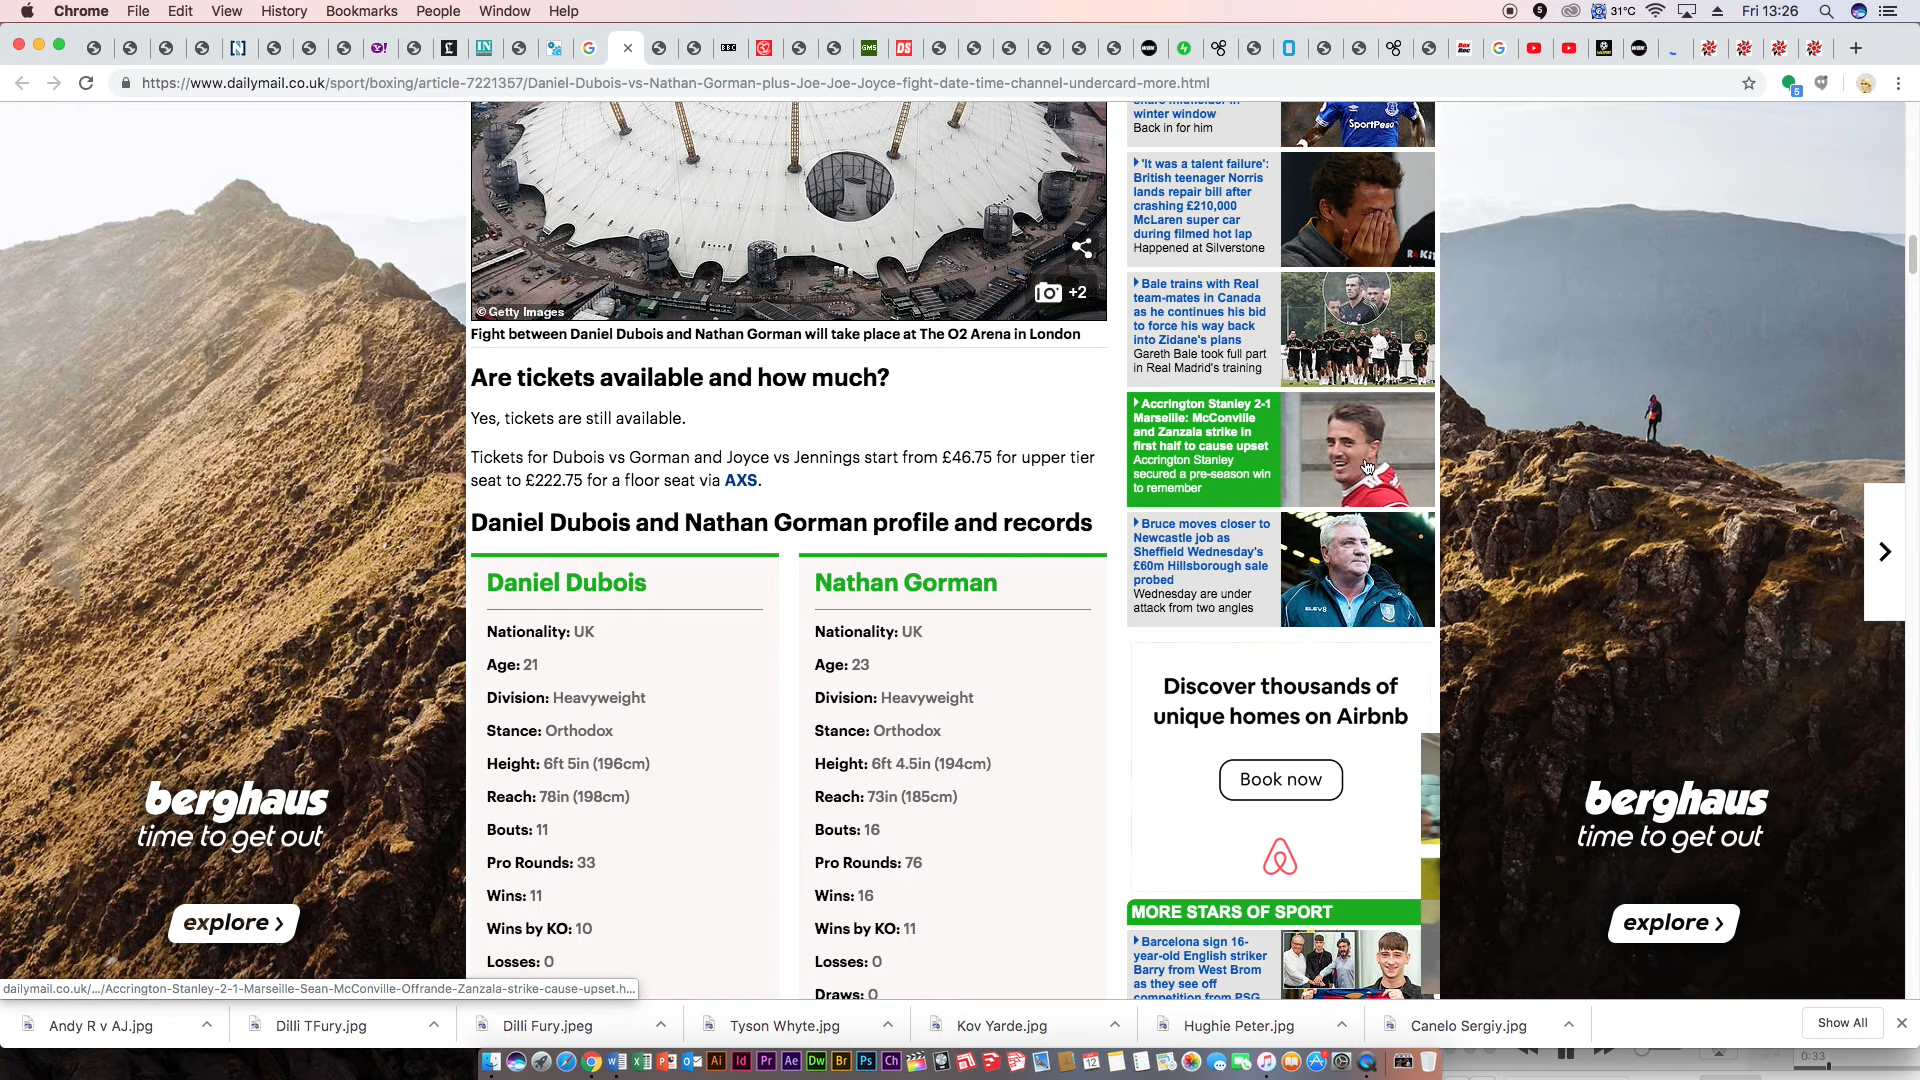 Chrome File Edit View History Bookmarks People Window Help
31°C Fri 13:26
https://www.dailymail.co.uk/sport/boxing/article-7221357/Daniel-Dubois-vs-Nathan-Gorman-plus-Joe-Joe-Joyce-fight-date-time-channel-undercard-more.html
© Getty Images
+2
Fight between Daniel Dubois and Nathan Gorman will take place at The O2 Arena in London
Are tickets available and how much?
Yes, tickets are still available.
Tickets for Dubois vs Gorman and Joyce vs Jennings start from £46.75 for upper tier
seat to £222.75 for a floor seat via AXS.
Daniel Dubois and Nathan Gorman profile and records
Daniel Dubois
Nationality: UK
Age: 21
Division: Heavyweight
Stance: Orthodox
Height: 6ft 5in (196cm)
Reach: 78in (198cm)
Bouts: 11
Pro Rounds: 33
Wins: 11
Wins by KO: 10
Losses: 0
Nathan Gorman
Nationality: UK
Age: 23
Division: Heavyweight
Stance: Orthodox
Height: 6ft 4.5in (194cm)
Reach: 73in (185cm)
Bouts: 16
Pro Rounds: 76
Wins: 16
Wins by KO: 11
Losses: 0
Draws: 0
winter window
Back in for him
SportPesa
'It was a talent failure':
British teenager Norris
lands repair bill after
crashing £210,000
McLaren super car
during filmed hot lap
Happened at Silverstone
Bale trains with Real
team-mates in Canada
as he continues his bid
to force his way back
into Zidane's plans
Gareth Bale took full part
in Real Madrid's training
Accrington Stanley 2-1
Marseille: McConville
and Zanzala strike in
first half to cause upset
Accrington Stanley
secured a pre-season win
to remember
Bruce moves closer to
Newcastle job as
Sheffield Wednesday's
£60m Hillsborough sale
probed
Wednesday are under
attack from two angles
Discover thousands of
unique homes on Airbnb
Book now
MORE STARS OF SPORT
Barcelona sign 16-
year-old English striker
Barry from West Brom
as they see off
competition from PSG
berghaus
time to get out
explore ›
berghaus
time to get out
explore ›
dailymail.co.uk/.../Accrington-Stanley-2-1-Marseille-Sean-McConville-Offrande-Zanzala-strike-cause-upset.h...
Andy R v AJ.jpg
Dilli TFury.jpg
Dilli Fury.jpeg
Tyson Whyte.jpg
Kov Yarde.jpg
Hughie Peter.jpg
Canelo Sergiy.jpg
Show All
0:33